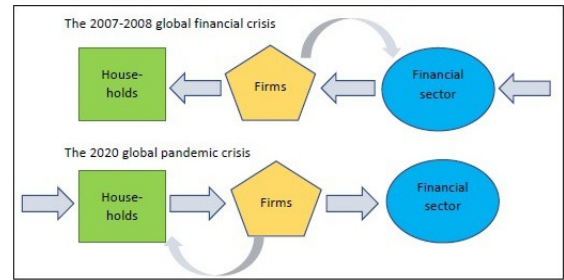 The 2007-2008 global financial crisis
House-
holds
Firms
Financial
sector
The 2020 global pandemic crisis
House-
holds
Firms
Financial
sector